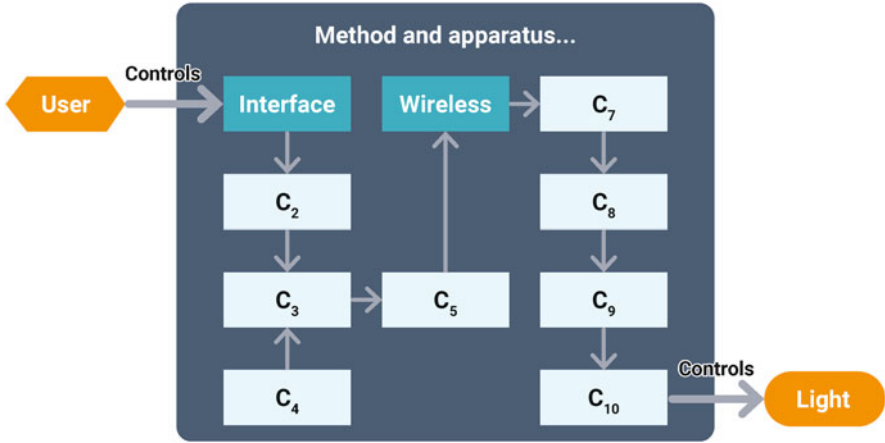 Method and apparatus...
Controls
User
Interface
Wireless
C₇
C₂
C₈
C₃
C₅
C₉
Controls
C₄
C₁₀
Light